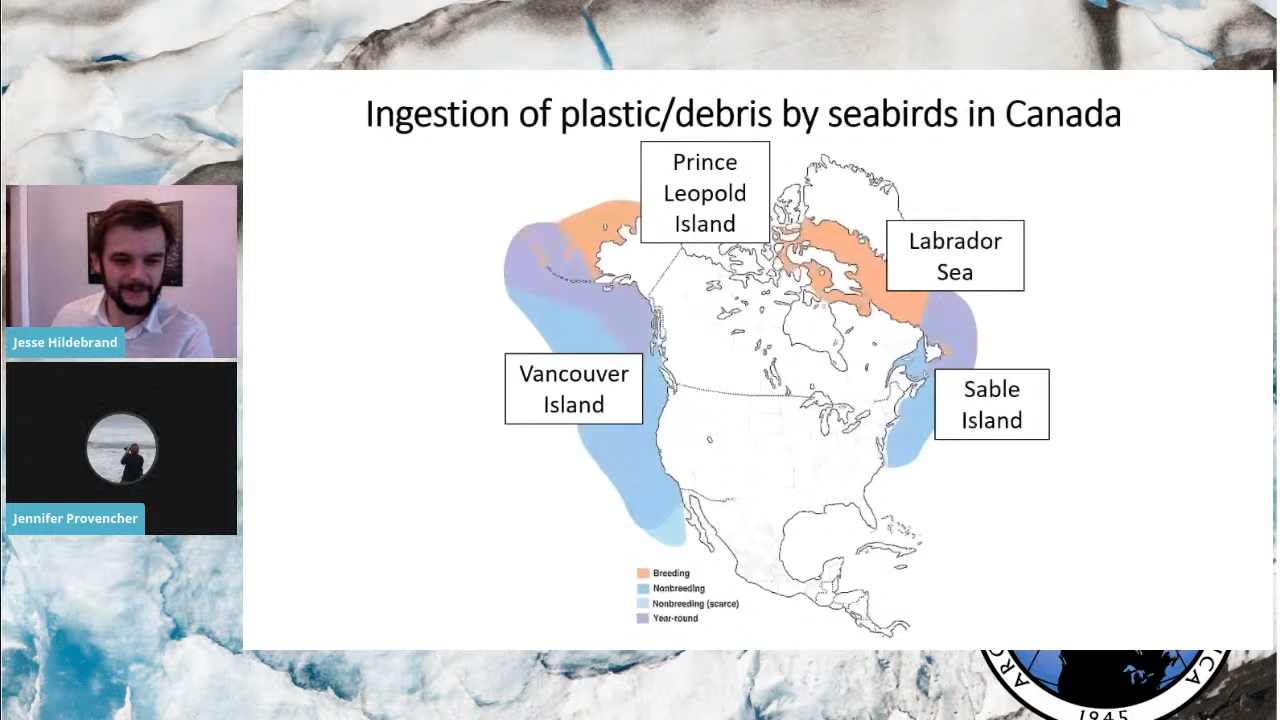 Ingestion of plastic/debris by seabirds in Canada
Prince
Leopold
Island
Labrador
Sea
Vancouver
Island
Sable
Island
Breeding
Nonbreeding
Nonbreeding (scarce)
Year-round
Jesse Hildebrand
Jennifer Provencher
1945